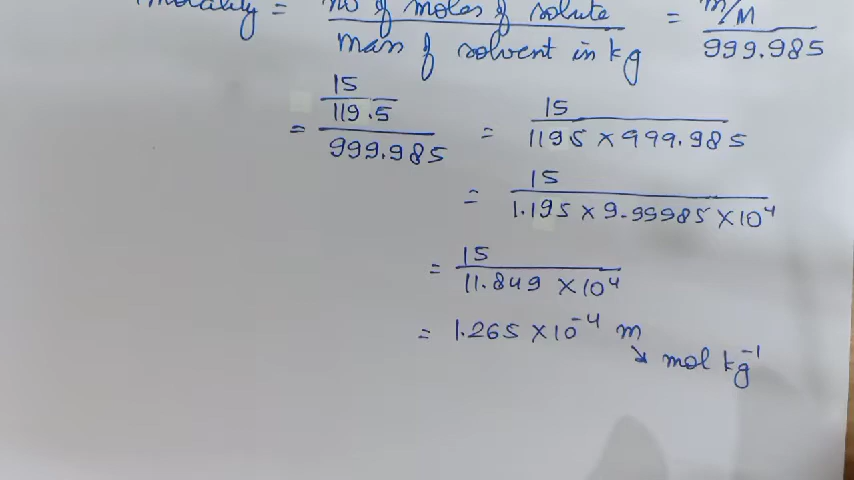 Molality = no of moles of solute / mass of solvent in kg = m/M / 999.985
= 15/119.5 / 999.985 = 15 / 1195 × 999.985
= 15 / 1.195 × 9.99985 × 10⁴
= 15 / 11.849 × 10⁴
= 1.265 × 10⁻⁴ m
↘ mol kg⁻¹